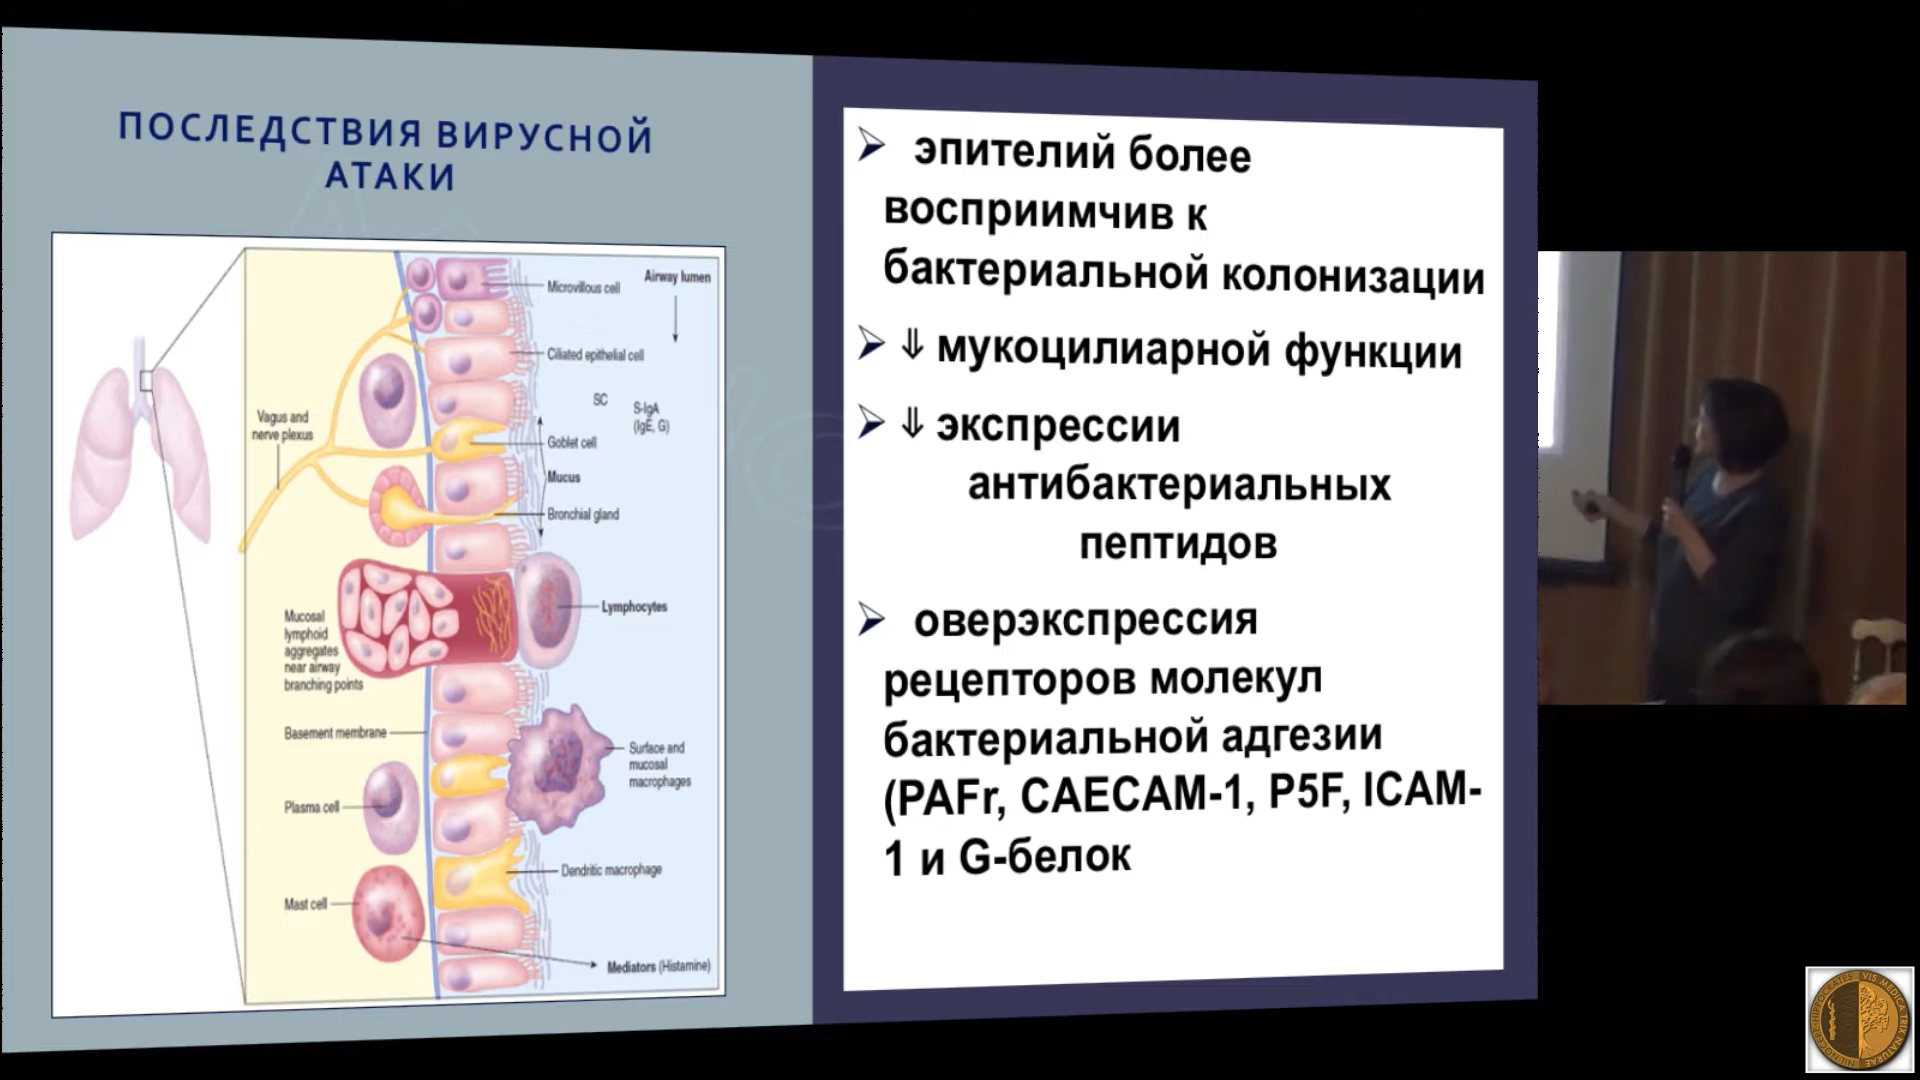 ПОСЛЕДСТВИЯ ВИРУСНОЙ
АТАКИ
Airway lumen
Microvillous cell
Ciliated epithelial cell
SC
S-IgA
(IgE, G)
Vagus and
nerve plexus
Goblet cell
Mucus
Bronchial gland
Lymphocytes
Mucosal
lymphoid
aggregates
near airway
branching points
Basement membrane
Surface and
mucosal
macrophages
Plasma cell
Dendritic macrophage
Mast cell
Mediators (Histamine)
➢ эпителий более
восприимчив к
бактериальной колонизации
➢ ⇓ мукоцилиарной функции
➢ ⇓ экспрессии
антибактериальных
пептидов
➢ оверэкспрессия
рецепторов молекул
бактериальной адгезии
(PAFr, CAECAM-1, P5F, ICAM-
1 и G-белок